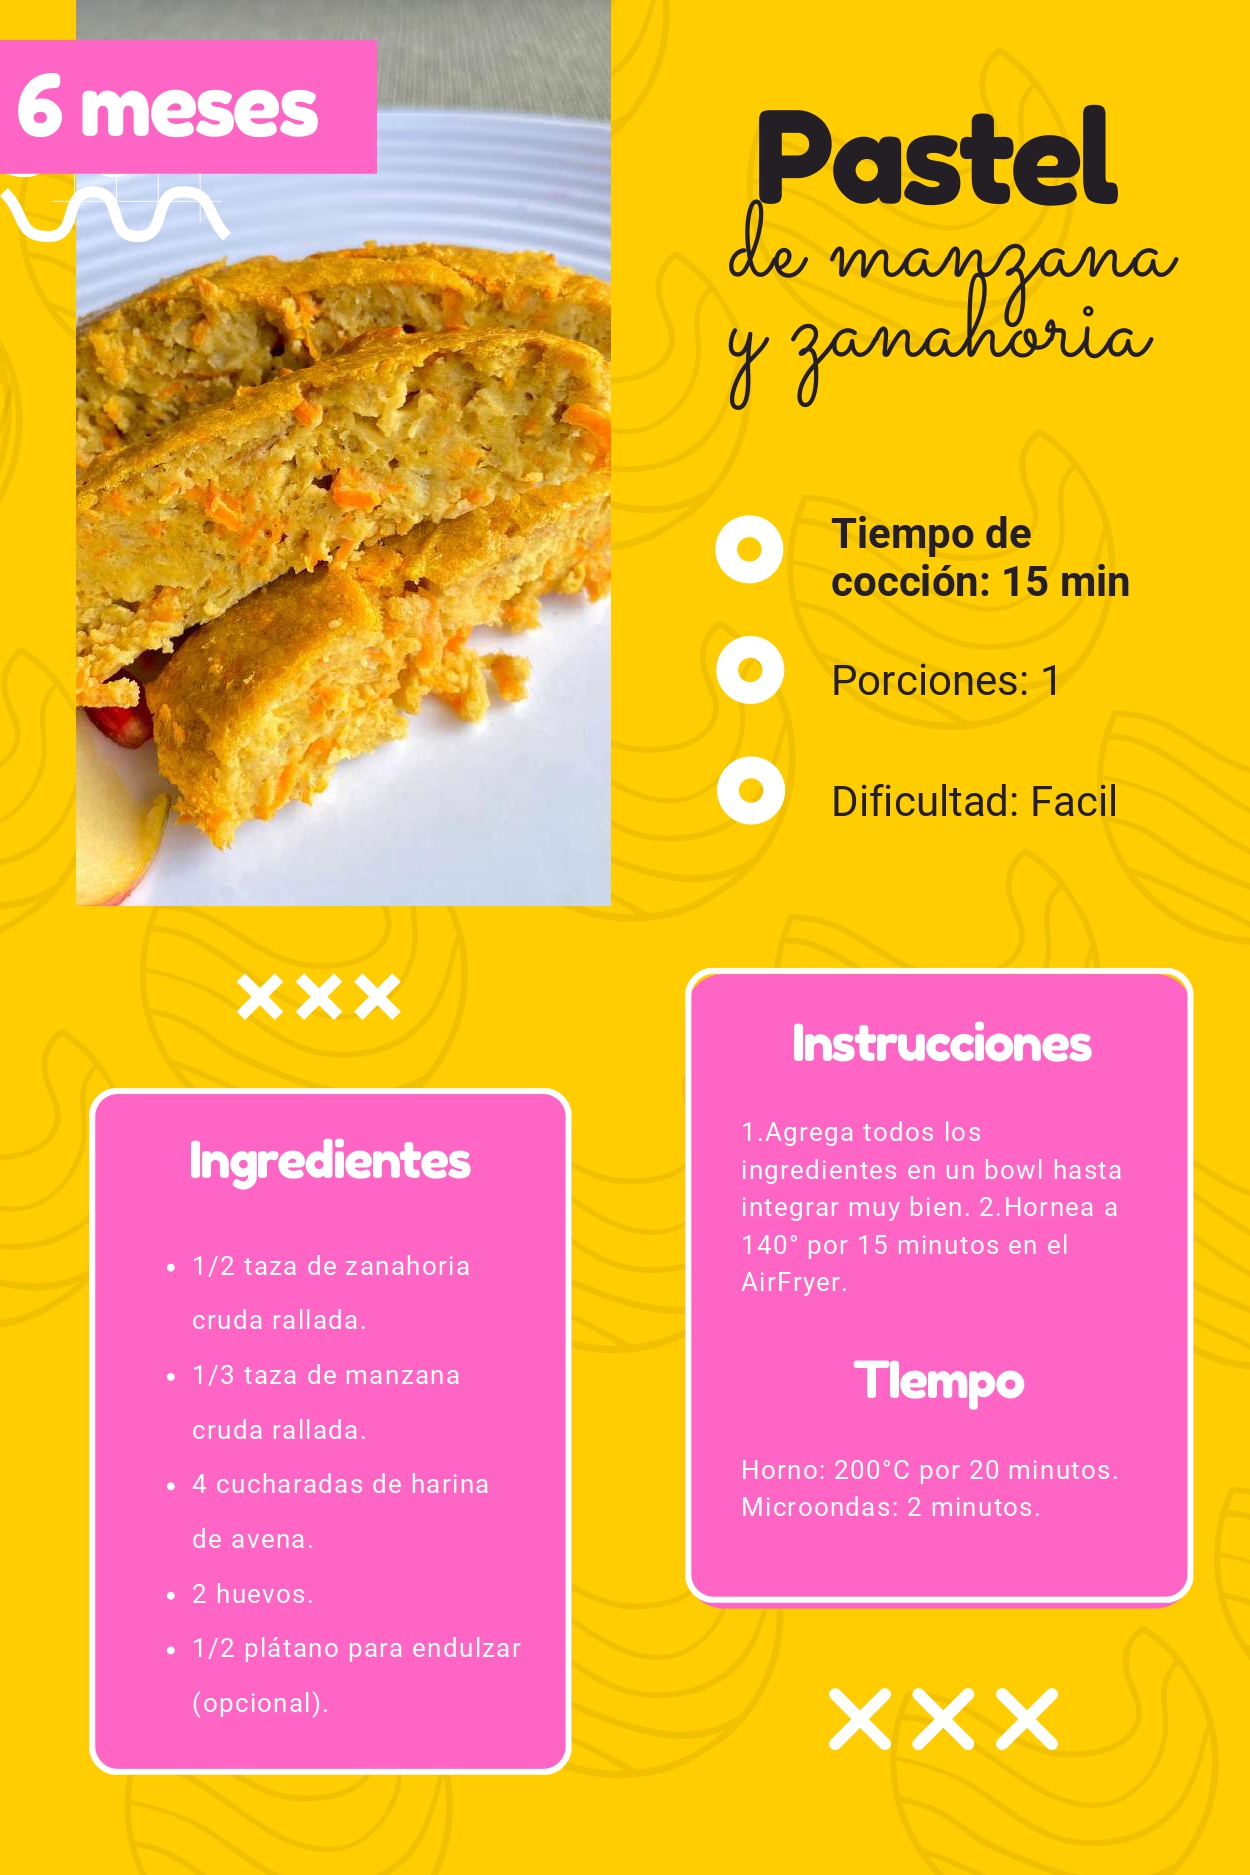 6 meses
Pastel
de manzana
y zanahoria
Tiempo de
cocción: 15 min
Porciones: 1
Dificultad: Facil
Ingredientes
1/2 taza de zanahoria
cruda rallada.
1/3 taza de manzana
cruda rallada.
4 cucharadas de harina
de avena.
2 huevos.
1/2 plátano para endulzar
(opcional).
Instrucciones
1.Agrega todos los
ingredientes en un bowl hasta
integrar muy bien. 2.Hornea a
140° por 15 minutos en el
AirFryer.
TIempo
Horno: 200°C por 20 minutos.
Microondas: 2 minutos.